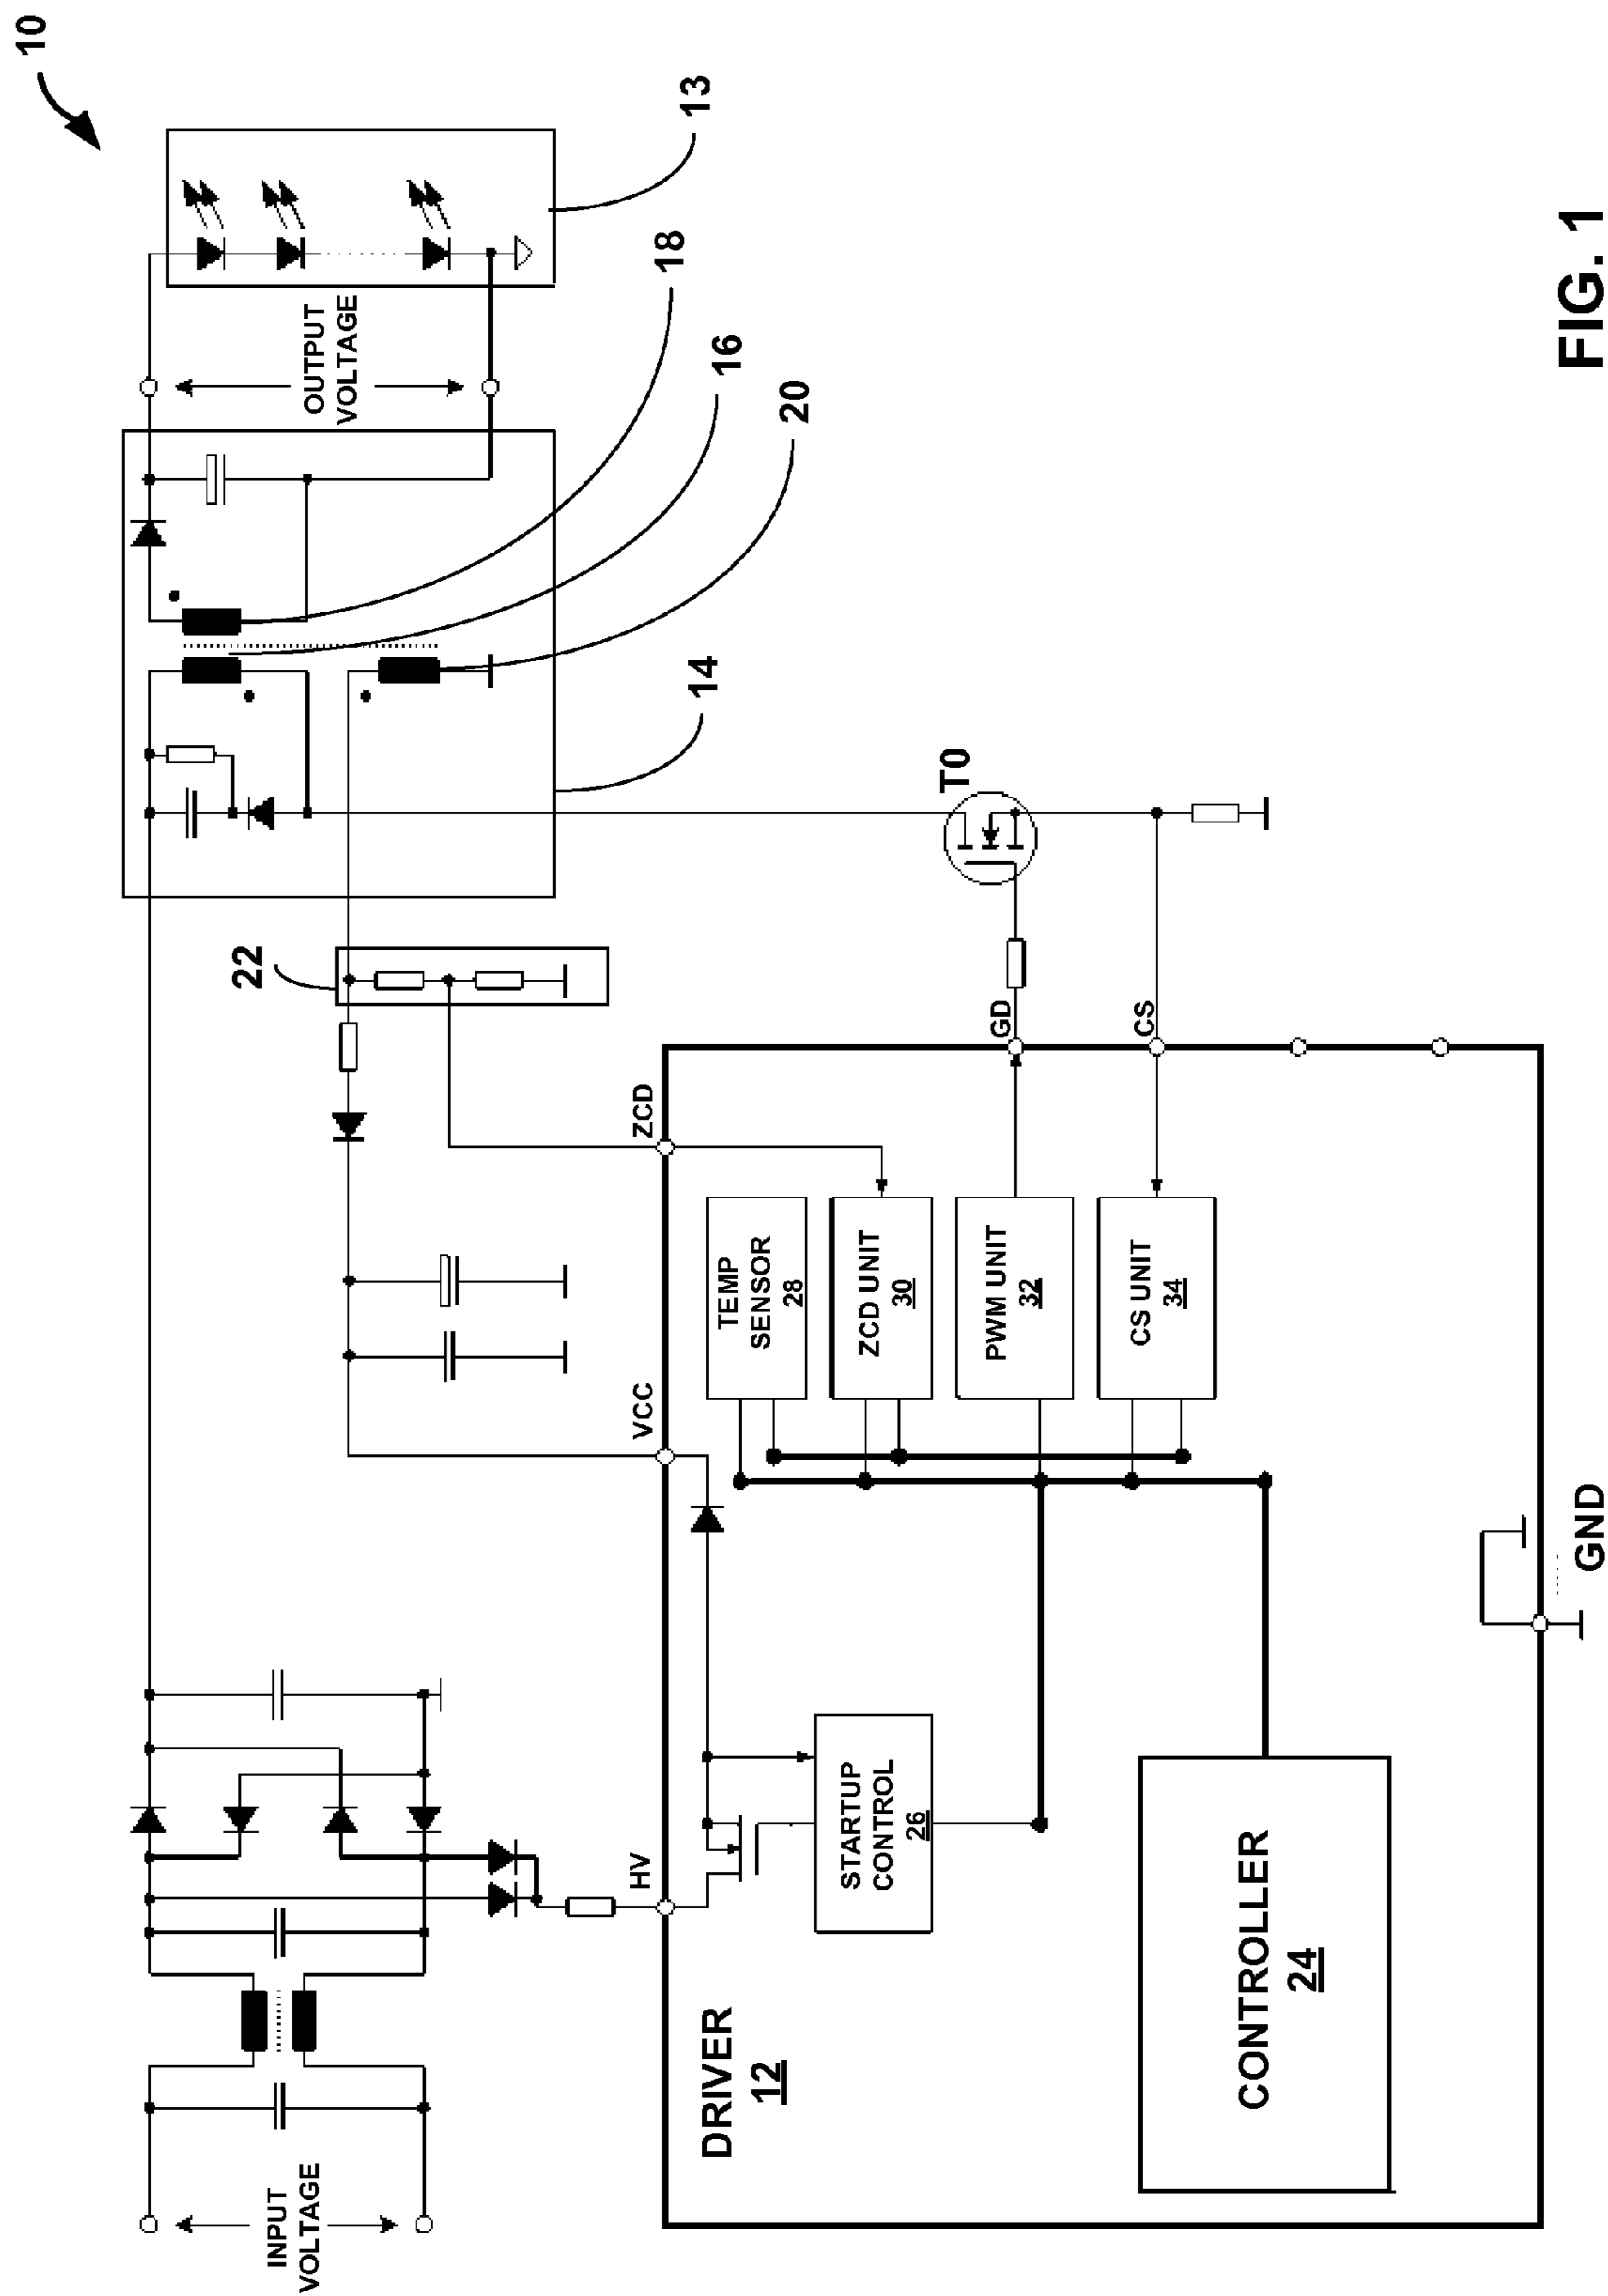 10
13
18
16
20
14
OUTPUT
VOLTAGE
22
T0
INPUT
VOLTAGE
HV
VCC
ZCD
GD
CS
DRIVER
12
TEMP
SENSOR
28
ZCD UNIT
30
PWM UNIT
32
CS UNIT
34
STARTUP
CONTROL
26
CONTROLLER
24
GND
FIG. 1